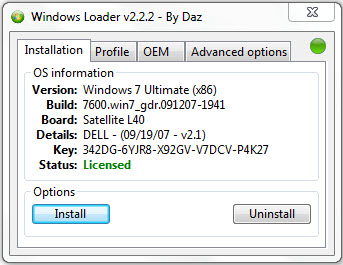 Windows Loader v2.2.2 - By Daz
Installation Profile OEM Advanced options
OS information
Version: Windows 7 Ultimate (x86)
Build: 7600.win7_gdr.091207-1941
Board: Satellite L40
Details: DELL - (09/19/07 - v2.1)
Key: 342DG-6YJR8-X92GV-V7DCV-P4K27
Status: Licensed
Options
Install Uninstall